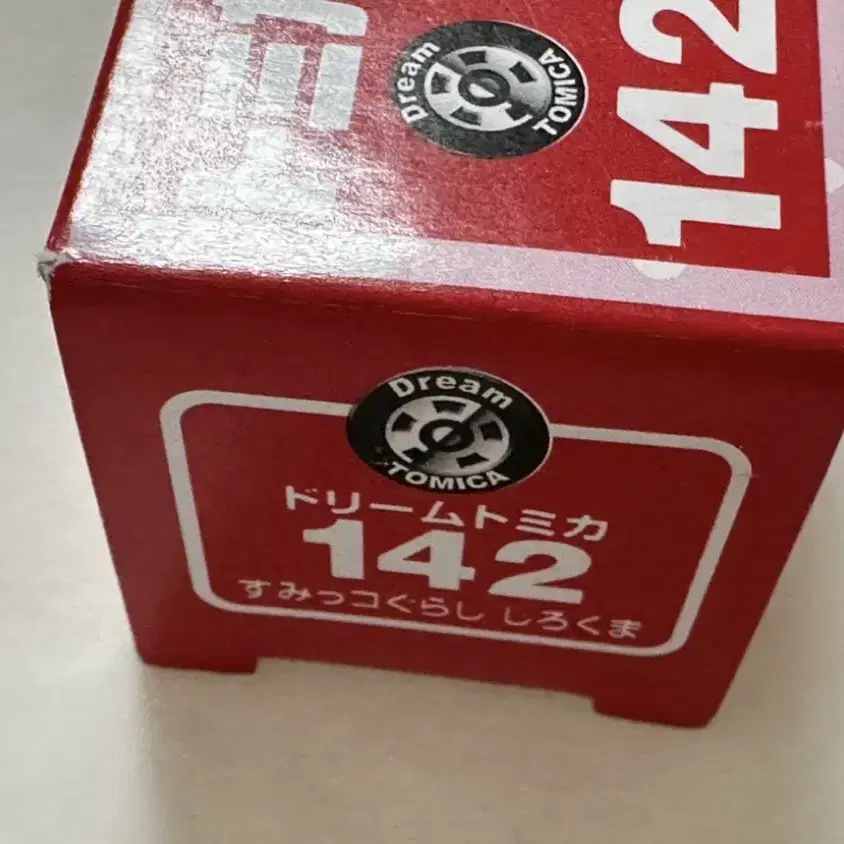 Dream TOMICA
142
Dream
TOMICA
ドリームトミカ
142
すみっコぐらし しろくま